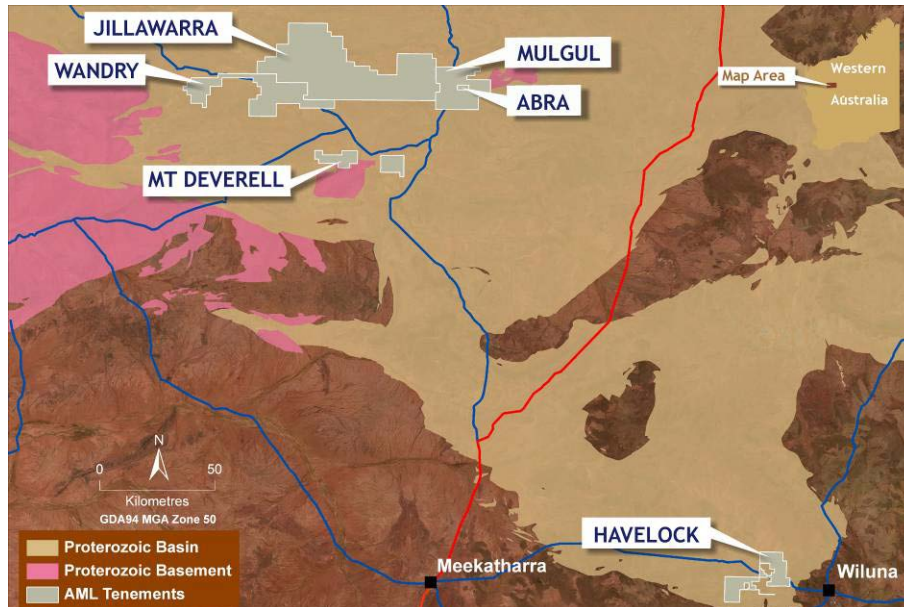 JILLAWARRA
WANDRY
MULGUL
ABRA
Map Area
Western
Australia
MT DEVERELL
N
0 50
Kilometres
GDA94 MGA Zone 50
HAVELOCK
Proterozoic Basin
Proterozoic Basement
AML Tenements
Meekatharra
Wiluna